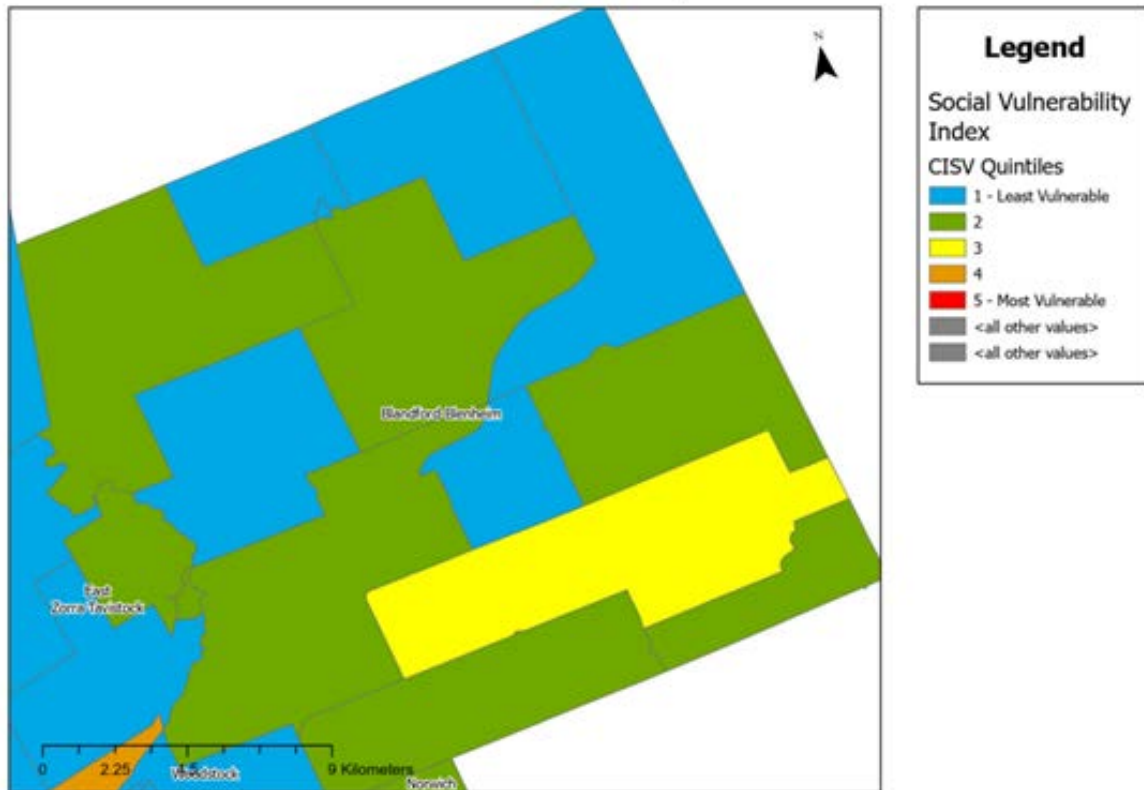 N
Blandford-Blenheim
East
Zorra-Tavistock
0 2.25 4.5 9 Kilometers
Woodstock
Norwich
Legend
Social Vulnerability
Index
CISV Quintiles
1 - Least Vulnerable
2
3
4
5 - Most Vulnerable
<all other values>
<all other values>